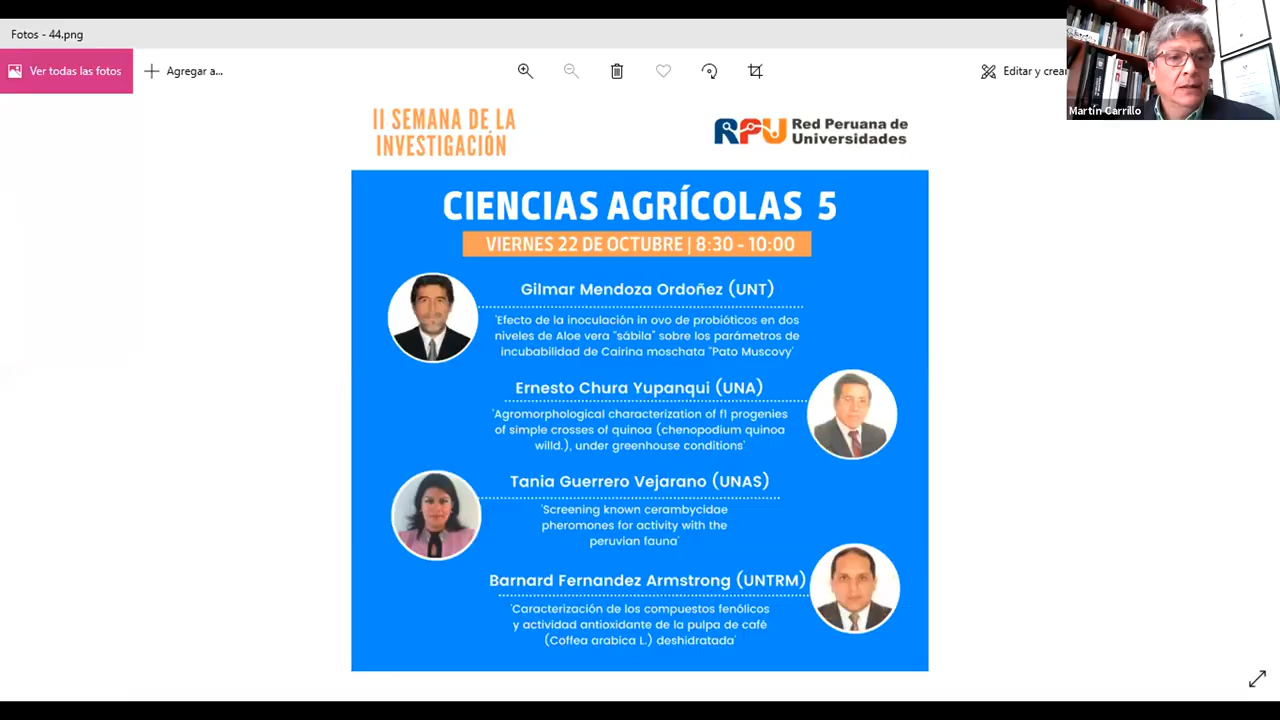 Fotos - 44.png
Ver todas las fotos
Agregar a...
Editar y crear
Martín Carrillo
II SEMANA DE LA
INVESTIGACIÓN
RPU Red Peruana de
Universidades
CIENCIAS AGRÍCOLAS 5
VIERNES 22 DE OCTUBRE | 8:30 - 10:00
Gilmar Mendoza Ordoñez (UNT)
'Efecto de la inoculación in ovo de probióticos en dos
niveles de Aloe vera "sábila" sobre los parámetros de
incubabilidad de Cairina moschata "Pato Muscovy'
Ernesto Chura Yupanqui (UNA)
'Agromorphological characterization of f1 progenies
of simple crosses of quinoa (chenopodium quinoa
willd.), under greenhouse conditions'
Tania Guerrero Vejarano (UNAS)
'Screening known cerambycidae
pheromones for activity with the
peruvian fauna'
Barnard Fernandez Armstrong (UNTRM)
'Caracterización de los compuestos fenólicos
y actividad antioxidante de la pulpa de café
(Coffea arabica L.) deshidratada'